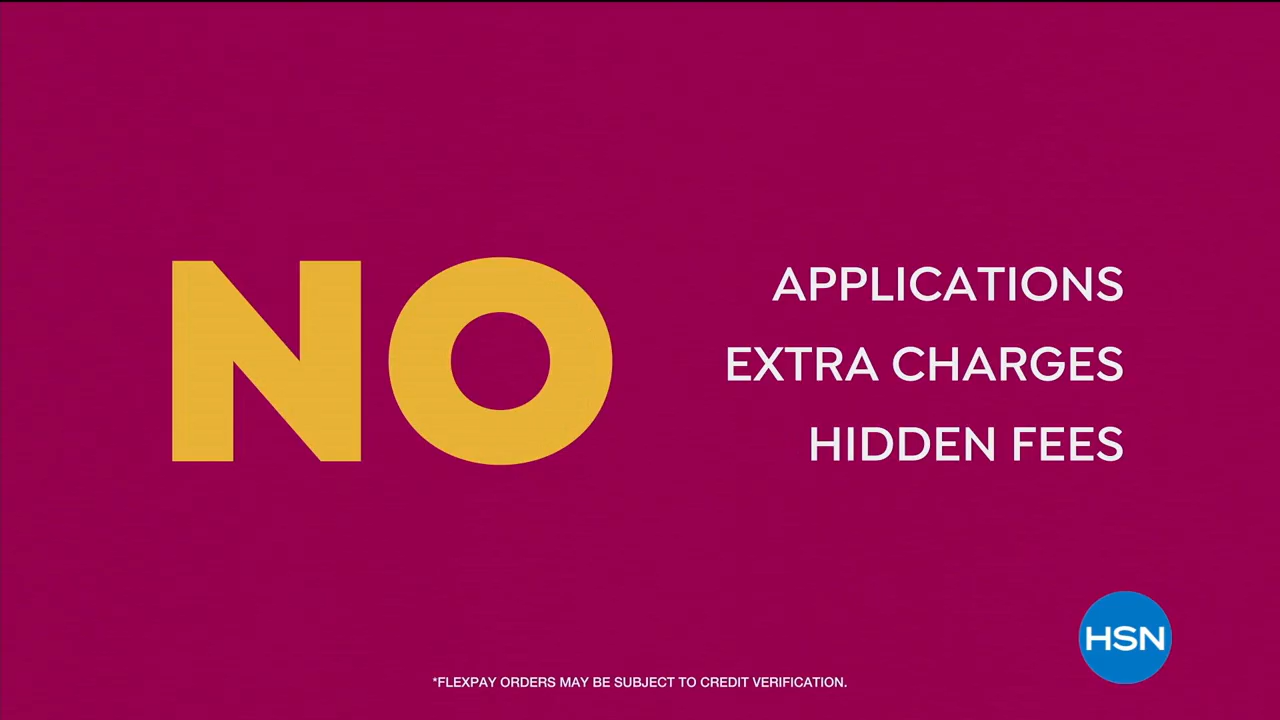 NO
APPLICATIONS
EXTRA CHARGES
HIDDEN FEES
HSN
*FLEXPAY ORDERS MAY BE SUBJECT TO CREDIT VERIFICATION.